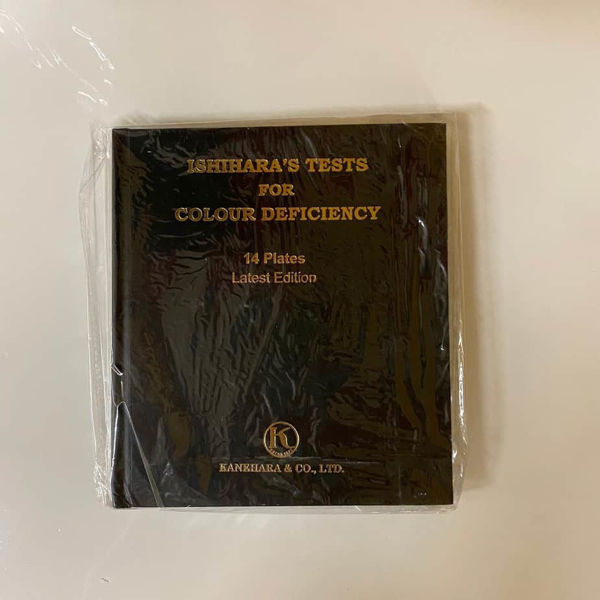 ISHIHARA'S TESTS
FOR
COLOUR DEFICIENCY
14 Plates
Latest Edition
K
KANEHARA & CO., LTD.